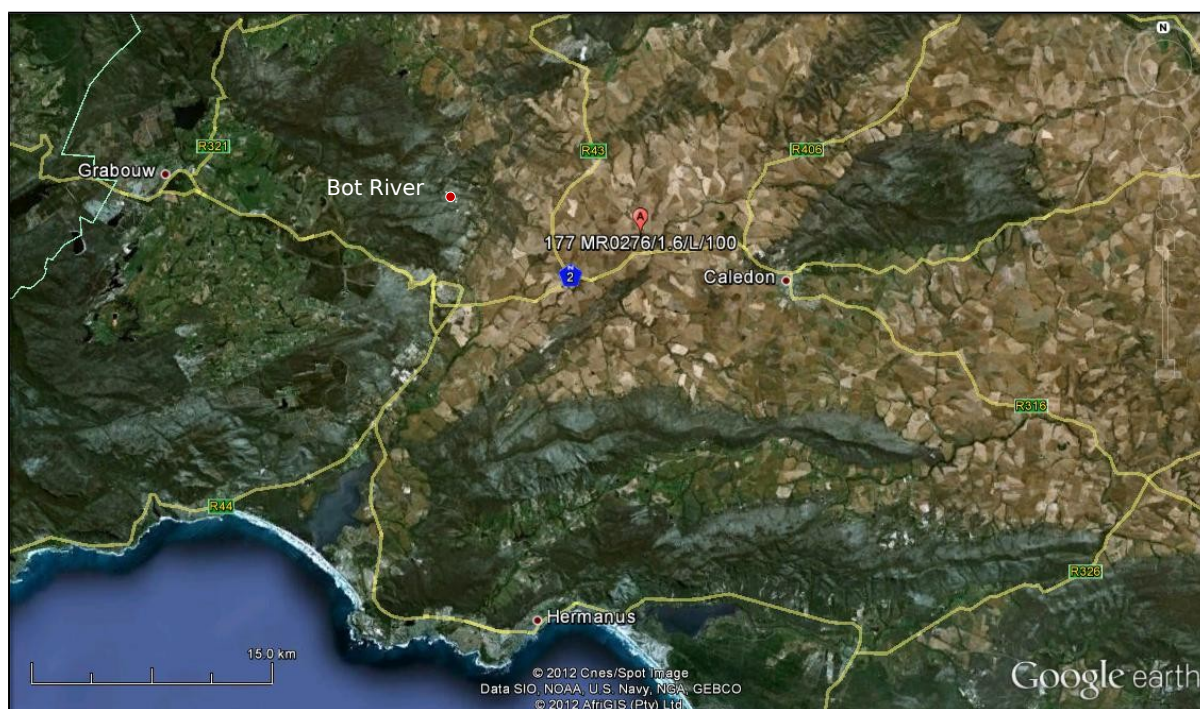 N
R321
R43
R406
Grabouw
Bot River
A
177 MR0276/1.6/L/100
N
2
Caledon
R316
R44
R326
Hermanus
15.0 km
© 2012 Cnes/Spot Image
Data SIO, NOAA, U.S. Navy, NGA, GEBCO
© 2012 AfriGIS (Pty) Ltd
Google earth